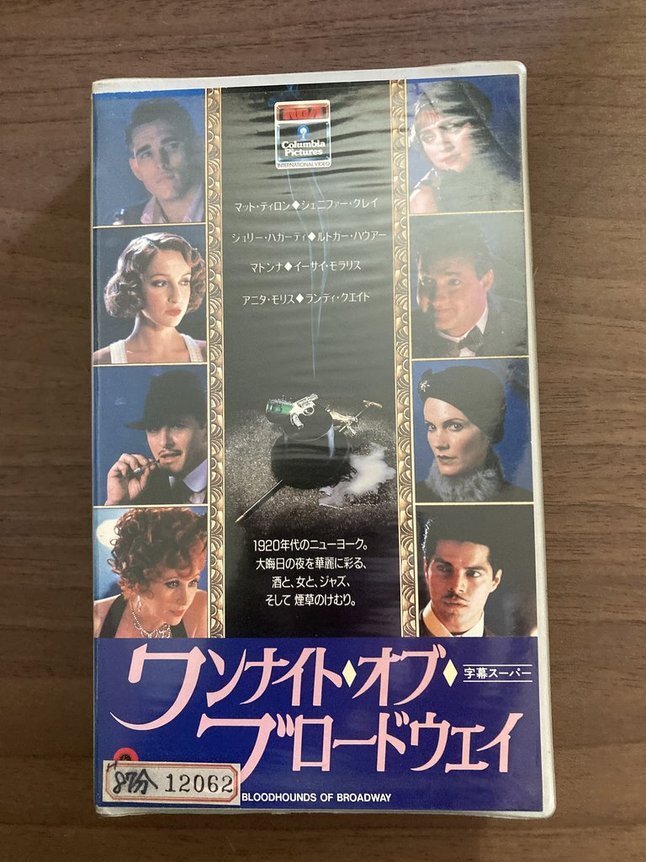 Columbia
Pictures
INTERNATIONAL VIDEO
マット・ディロン◆ジェニファー・グレイ
ジュリー・ハガーティ◆ルトガー・ハウアー
マドンナ◆イーサイ・モラリス
アニタ・モリス◆ランディ・クエイド
1920年代のニューヨーク。
大晦日の夜を華麗に彩る、
酒と、女と、ジャズ、
そして煙草のけむり。
ワンナイト・オブ・
字幕スーパー
ブロードウェイ
87分 12062
BLOODHOUNDS OF BROADWAY